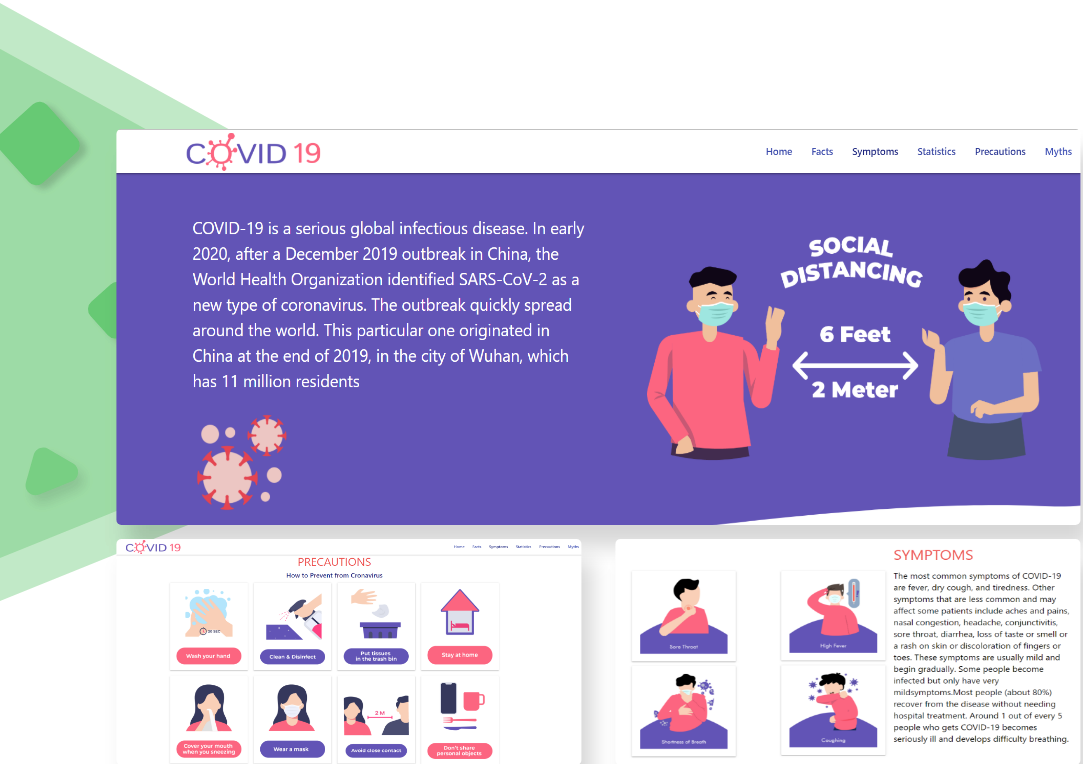 COVID 19
Home Facts Symptoms Statistics Precautions Myths
COVID-19 is a serious global infectious disease. In early
2020, after a December 2019 outbreak in China, the
World Health Organization identified SARS-CoV-2 as a
new type of coronavirus. The outbreak quickly spread
around the world. This particular one originated in
China at the end of 2019, in the city of Wuhan, which
has 11 million residents
SOCIAL
DISTANCING
6 Feet
2 Meter
COVID 19
Home Facts Symptoms Statistics Precautions Myths
PRECAUTIONS
How to Prevent from Cronavirus
20 SEC
Wash your hand
Clean & Disinfect
Put tissues
in the trash bin
Stay at home
Cover your mouth
when you sneezing
Wear a mask
2 M
Avoid close contact
Don't share
personal objects
Sore Throat
High Fever
Shortness of Breath
Coughing
SYMPTOMS
The most common symptoms of COVID-19
are fever, dry cough, and tiredness. Other
symptoms that are less common and may
affect some patients include aches and pains,
nasal congestion, headache, conjunctivitis,
sore throat, diarrhea, loss of taste or smell or
a rash on skin or discoloration of fingers or
toes. These symptoms are usually mild and
begin gradually. Some people become
infected but only have very
mildsymptoms.Most people (about 80%)
recover from the disease without needing
hospital treatment. Around 1 out of every 5
people who gets COVID-19 becomes
seriously ill and develops difficulty breathing.